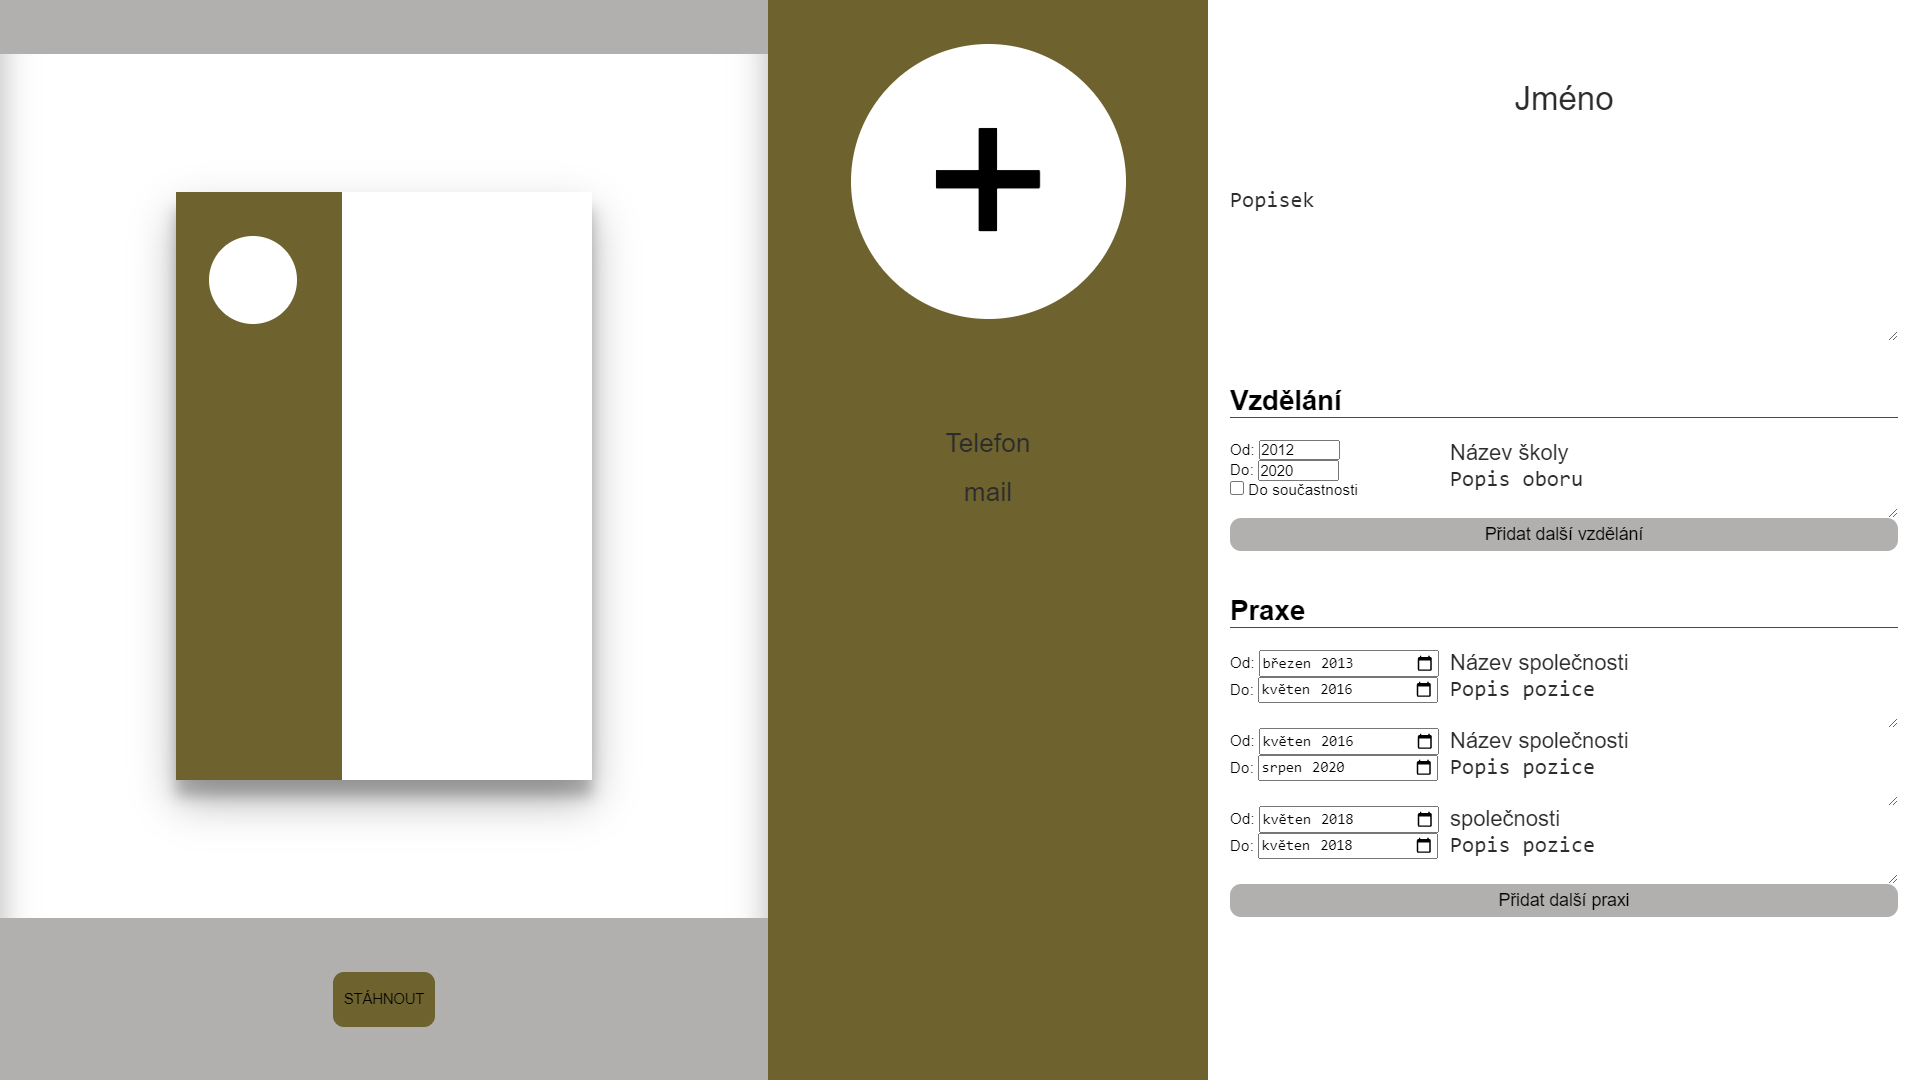 STÁHNOUT
Telefon
mail
Jméno
Popisek
Vzdělání
Od: 2012
Do: 2020
Do součastnosti
Název školy
Popis oboru
Přidat další vzdělání
Praxe
Od: březen 2013
Do: květen 2016
Název společnosti
Popis pozice
Od: květen 2016
Do: srpen 2020
Název společnosti
Popis pozice
Od: květen 2018
Do: květen 2018
společnosti
Popis pozice
Přidat další praxi